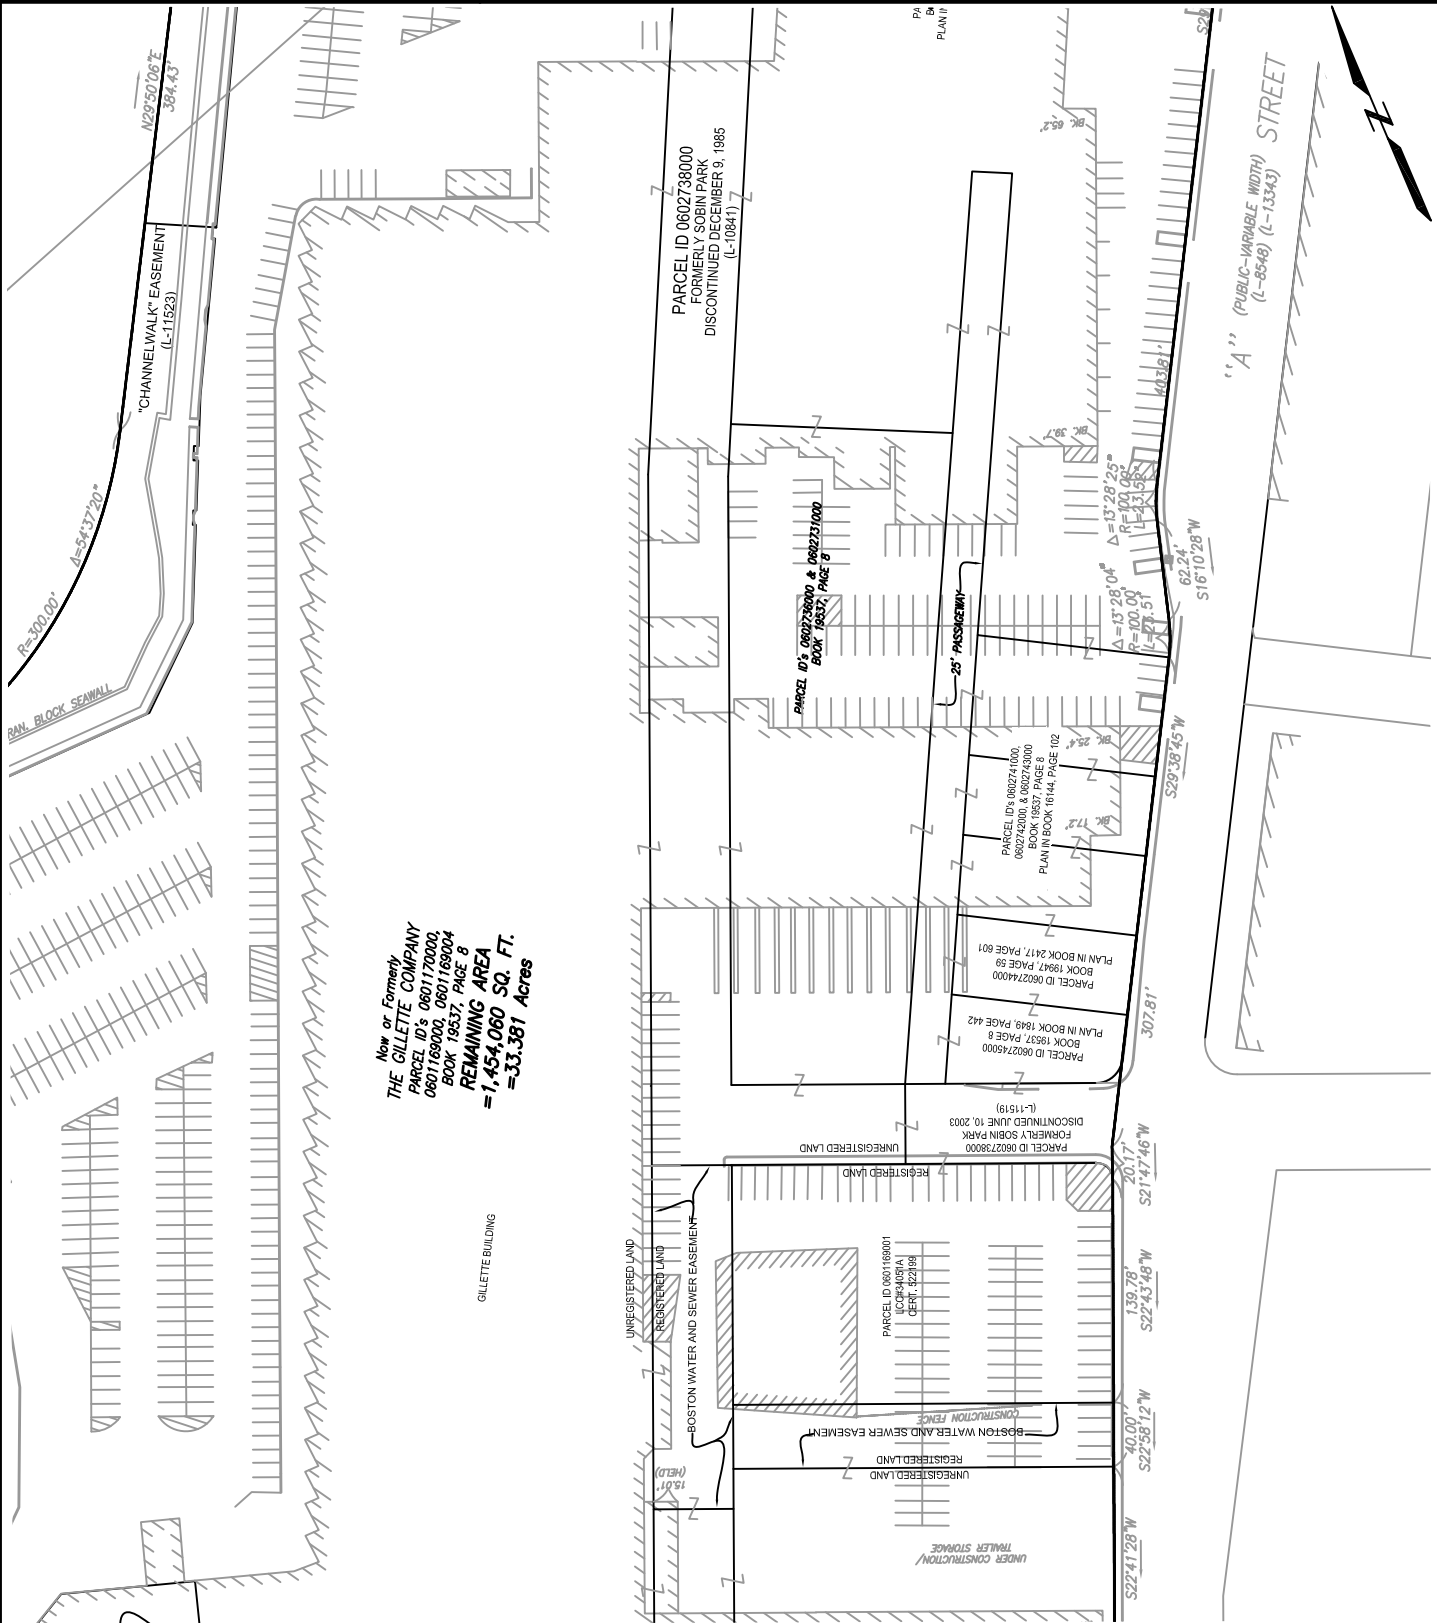 N29°50'06"E
384.43'
"CHANNELWALK" EASEMENT
(L-11523)
Δ=54°37'20"
R=300.00'
RAN. BLOCK SEAWALL
PARCEL ID 0602738000
FORMERLY SOBIN PARK
DISCONTINUED DECEMBER 9, 1985
(L-10841)
PLAN IN
BK. 65.2'
S29
"A" STREET
(PUBLIC-VARIABLE WIDTH)
(L-8548) (L-13343)
403.81'
BK. 39.7'
Δ=13°28'25"
R=100.00'
L=23.52'
62.24'
S16°10'28"W
Δ=13°28'04"
R=100.00'
L=23.51'
PARCEL ID's 0602736000 & 0602731000
BOOK 19537, PAGE 8
25' PASSAGEWAY
BK. 25.4'
S29°38'45"W
PARCEL ID's 0602741000,
0602742000, & 0602743000
BOOK 19537, PAGE 8
PLAN IN BOOK 16144, PAGE 102
BK. 17.2'
PARCEL ID 0602744000
BOOK 19947, PAGE 59
PLAN IN BOOK 2417, PAGE 601
PARCEL ID 0602745000
BOOK 19537, PAGE 8
PLAN IN BOOK 1849, PAGE 442
307.81'
Now or Formerly
THE GILLETTE COMPANY
PARCEL ID's 0601170000,
0601169000, 0601169004
BOOK 19537, PAGE 8
REMAINING AREA
=1,454,060 SQ. FT.
=33.381 Acres
PARCEL ID 0602738000
FORMERLY SOBIN PARK
DISCONTINUED JUNE 10, 2003
(L-11519)
UNREGISTERED LAND
REGISTERED LAND
20.17'
S21°47'46"W
GILLETTE BUILDING
UNREGISTERED LAND
REGISTERED LAND
BOSTON WATER AND SEWER EASEMENT
PARCEL ID 0601169001
LCC#34051A
CERT. 522199
139.78'
S22°43'48"W
CONSTRUCTION FENCE
BOSTON WATER AND SEWER EASEMENT
40.00'
S22°58'12"W
REGISTERED LAND
UNREGISTERED LAND
15.01'
(HELD)
UNDER CONSTRUCTION/
TRAILER STORAGE
S22°41'28"W